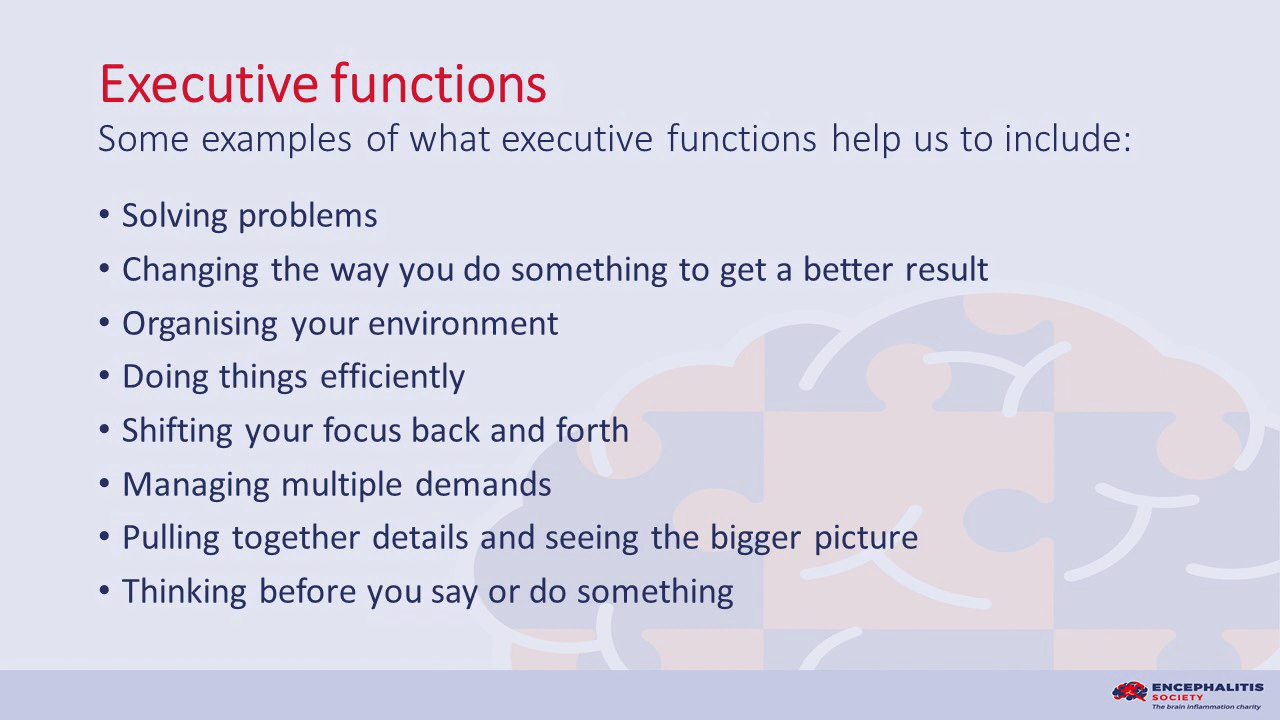 Executive functions
Some examples of what executive functions help us to include:
• Solving problems
• Changing the way you do something to get a better result
• Organising your environment
• Doing things efficiently
• Shifting your focus back and forth
• Managing multiple demands
• Pulling together details and seeing the bigger picture
• Thinking before you say or do something
ENCEPHALITIS
SOCIETY
The brain inflammation charity